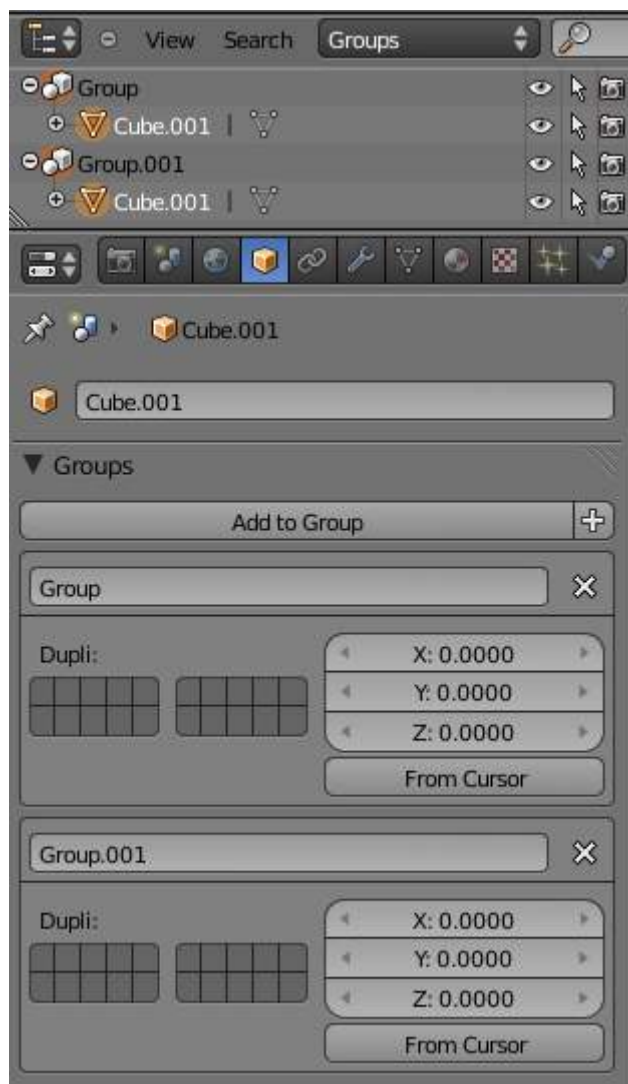 View Search Groups
Group
Cube.001
Group.001
Cube.001
Cube.001
Cube.001
Groups
Add to Group
Group
Dupli:
X: 0.0000
Y: 0.0000
Z: 0.0000
From Cursor
Group.001
Dupli:
X: 0.0000
Y: 0.0000
Z: 0.0000
From Cursor